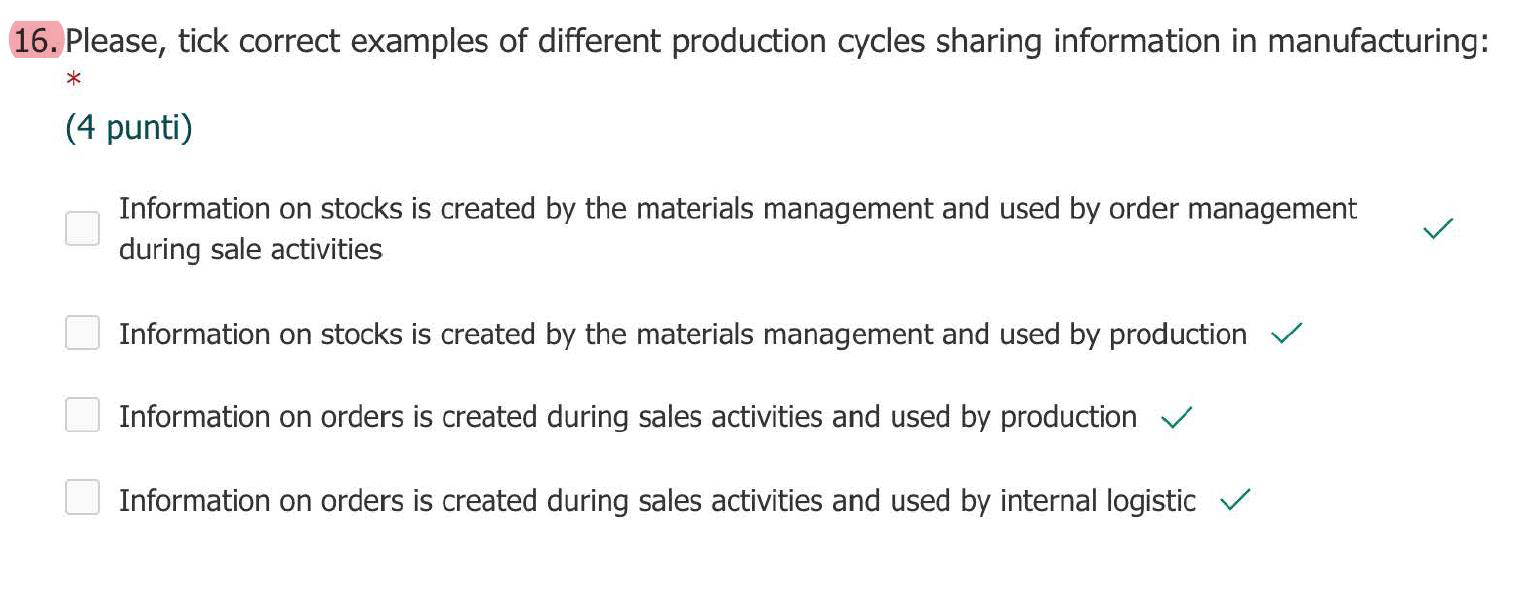 16. Please, tick correct examples of different production cycles sharing information in manufacturing:
*
(4 punti)
Information on stocks is created by the materials management and used by order management
during sale activities
Information on stocks is created by the materials management and used by production
Information on orders is created during sales activities and used by production
Information on orders is created during sales activities and used by internal logistic